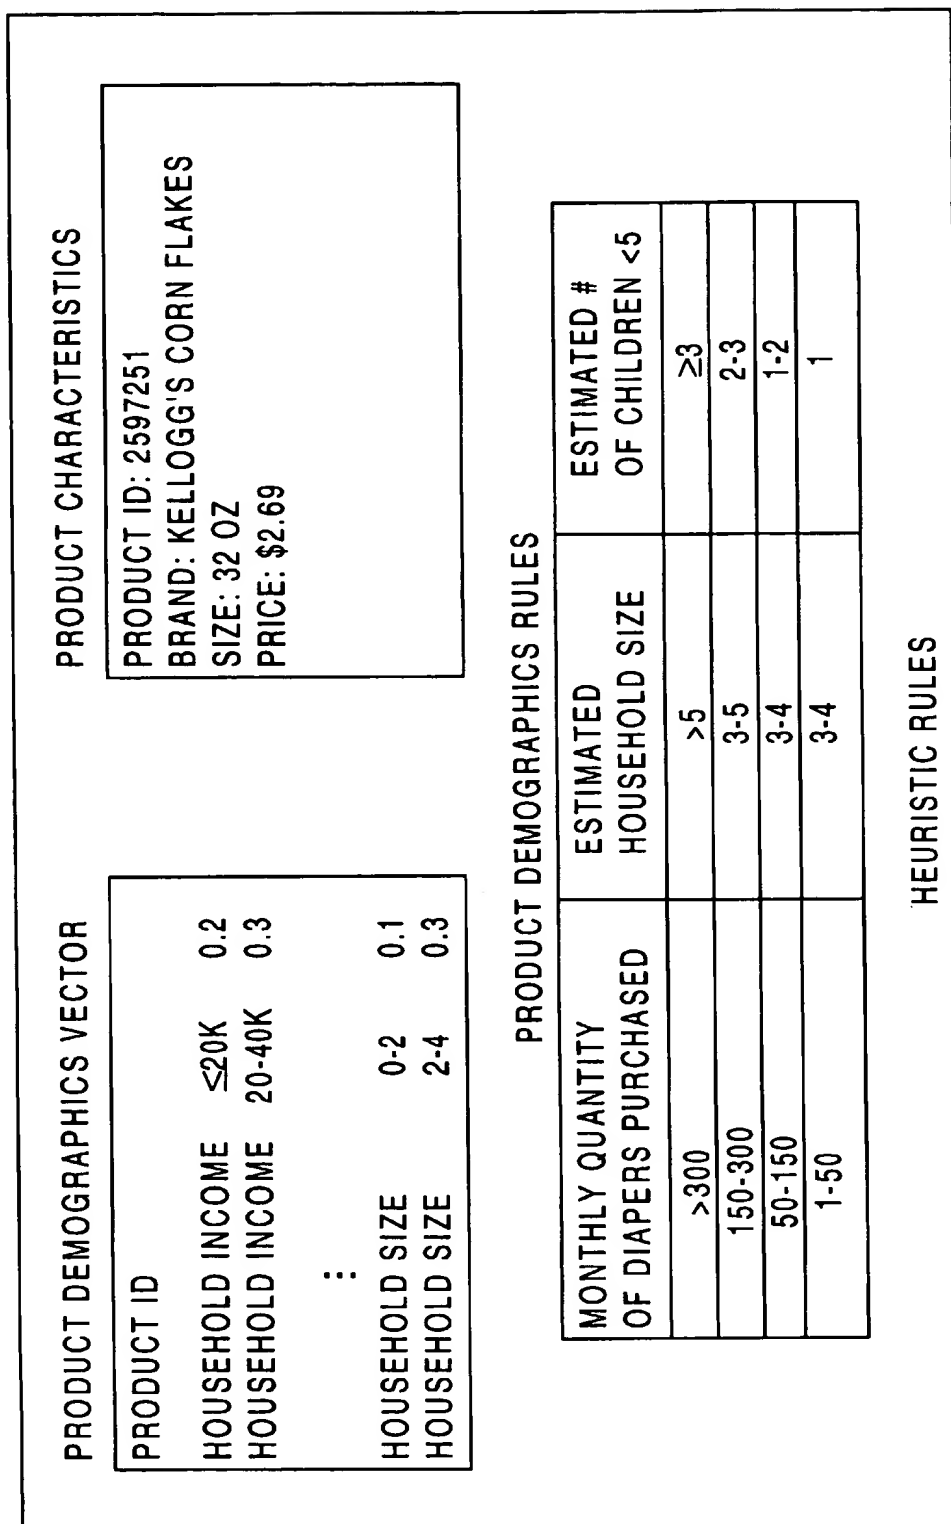 PRODUCT DEMOGRAPHICS VECTOR
PRODUCT ID
HOUSEHOLD INCOME ≤20K 0.2
HOUSEHOLD INCOME 20-40K 0.3
⋮
HOUSEHOLD SIZE 0-2 0.1
HOUSEHOLD SIZE 2-4 0.3
PRODUCT CHARACTERISTICS
PRODUCT ID: 2597251
BRAND: KELLOGG'S CORN FLAKES
SIZE: 32 OZ
PRICE: $2.69
PRODUCT DEMOGRAPHICS RULES
MONTHLY QUANTITY
OF DIAPERS PURCHASED
ESTIMATED
HOUSEHOLD SIZE
ESTIMATED #
OF CHILDREN <5
>300 >5 ≥3
150-300 3-5 2-3
50-150 3-4 1-2
1-50 3-4 1
HEURISTIC RULES